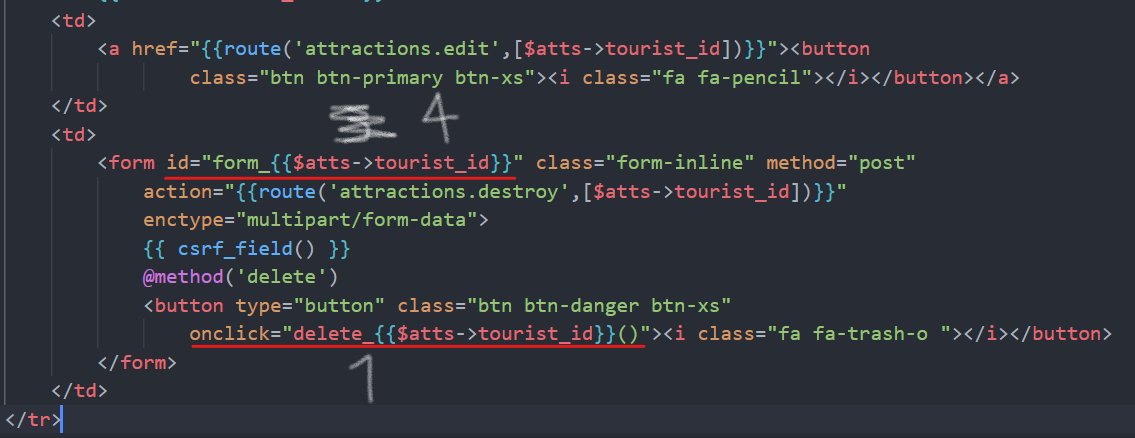 <td>
<a href="{{route('attractions.edit',[$atts->tourist_id])}}"><button
class="btn btn-primary btn-xs"><i class="fa fa-pencil"></i></button></a>
</td>
4
<td>
<form id="form_{{$atts->tourist_id}}" class="form-inline" method="post"
action="{{route('attractions.destroy',[$atts->tourist_id])}}"
enctype="multipart/form-data">
{{ csrf_field() }}
@method('delete')
<button type="button" class="btn btn-danger btn-xs"
onclick="delete_{{$atts->tourist_id}}()"><i class="fa fa-trash-o "></i></button>
</form>
1
</td>
</tr>